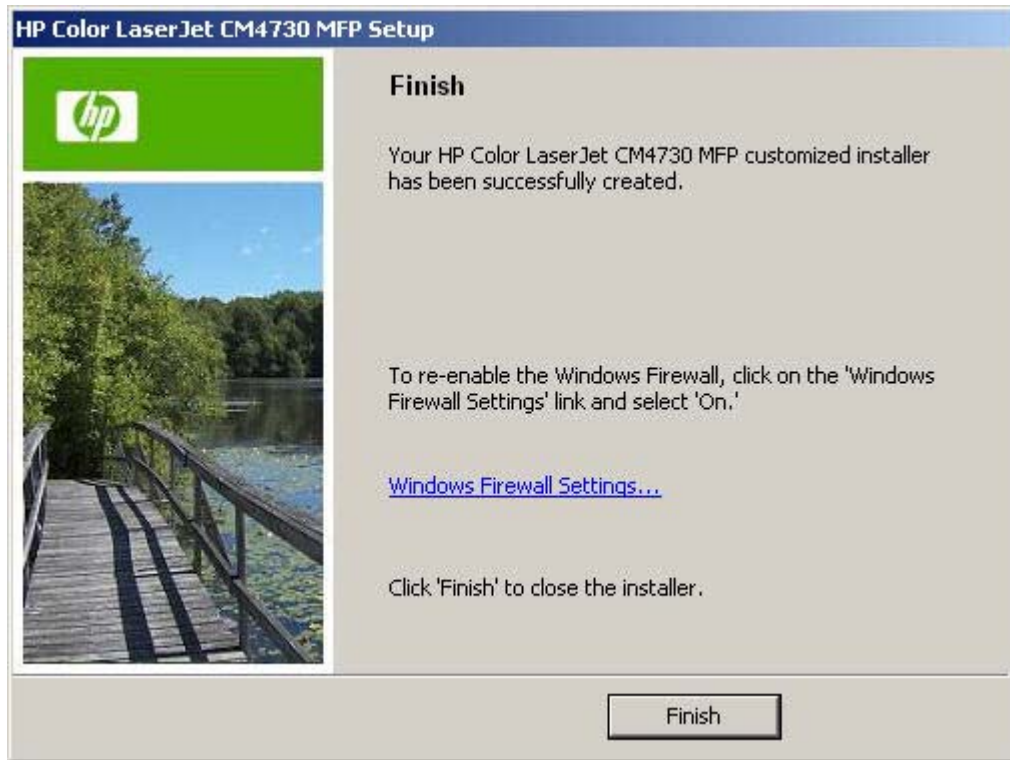 HP Color LaserJet CM4730 MFP Setup
hp
Finish
Your HP Color LaserJet CM4730 MFP customized installer
has been successfully created.
To re-enable the Windows Firewall, click on the 'Windows
Firewall Settings' link and select 'On.'
Windows Firewall Settings...
Click 'Finish' to close the installer.
Finish